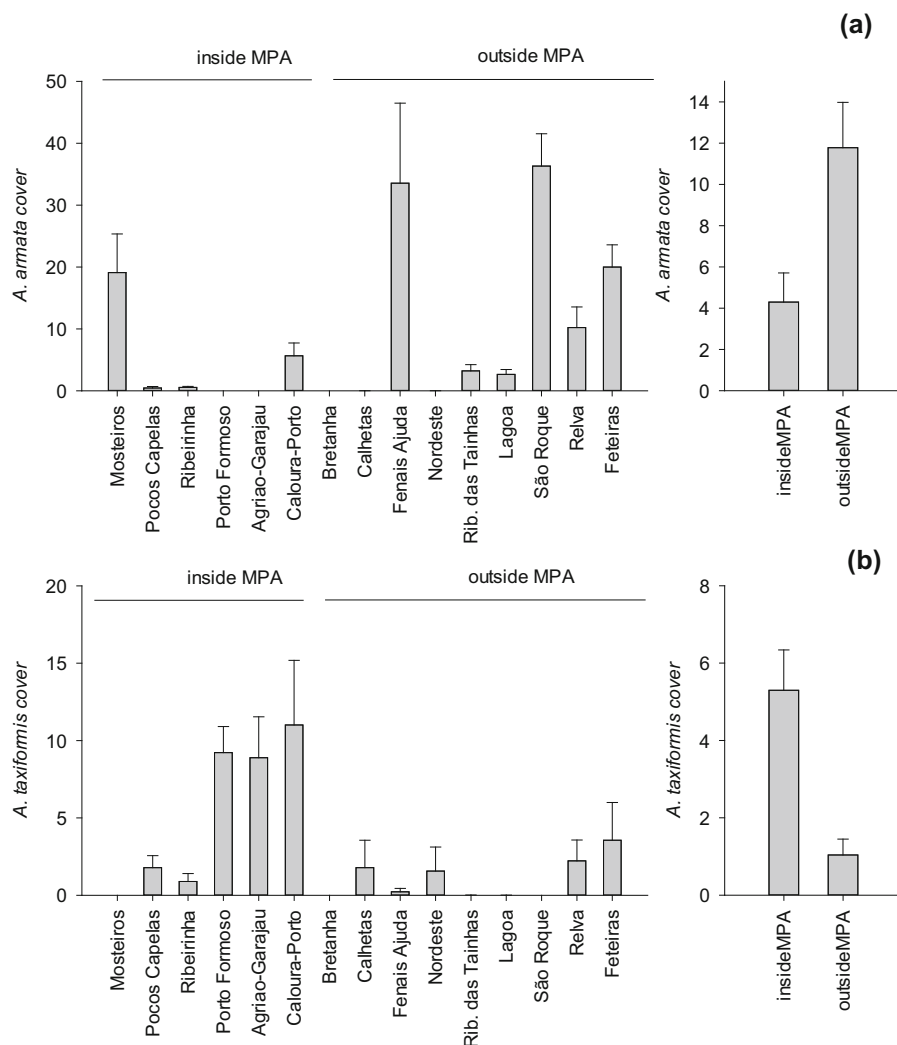 (a)
inside MPA
outside MPA
A. armata cover
50
40
30
20
10
0
Mosteiros
Pocos Capelas
Ribeirinha
Porto Formoso
Agriao-Garajau
Caloura-Porto
Bretanha
Calhetas
Fenais Ajuda
Nordeste
Rib. das Tainhas
Lagoa
São Roque
Relva
Feteiras
A. armata cover
14
12
10
8
6
4
2
0
insideMPA
outsideMPA
(b)
inside MPA
outside MPA
A. taxiformis cover
20
15
10
5
0
Mosteiros
Pocos Capelas
Ribeirinha
Porto Formoso
Agriao-Garajau
Caloura-Porto
Bretanha
Calhetas
Fenais Ajuda
Nordeste
Rib. das Tainhas
Lagoa
São Roque
Relva
Feteiras
A. taxiformis cover
8
6
4
2
0
insideMPA
outsideMPA